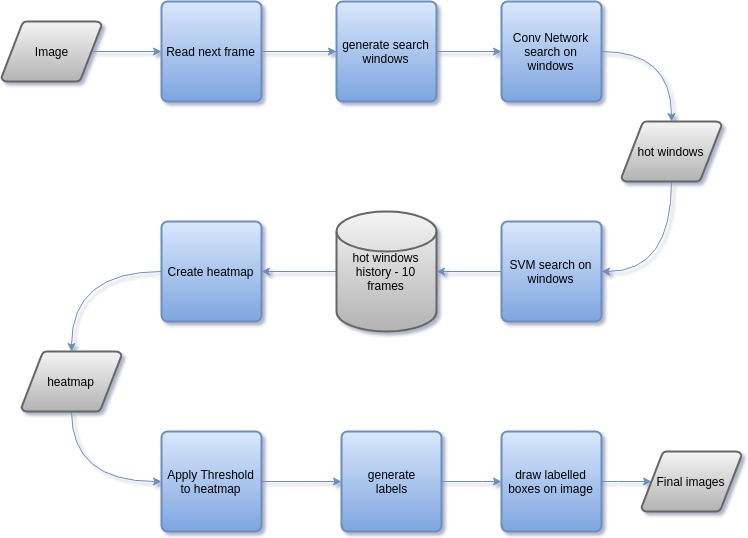 Image
Read next frame
generate search
windows
Conv Network
search on
windows
hot windows
SVM search on
windows
hot windows
history - 10
frames
Create heatmap
heatmap
Apply Threshold
to heatmap
generate
labels
draw labelled
boxes on image
Final images